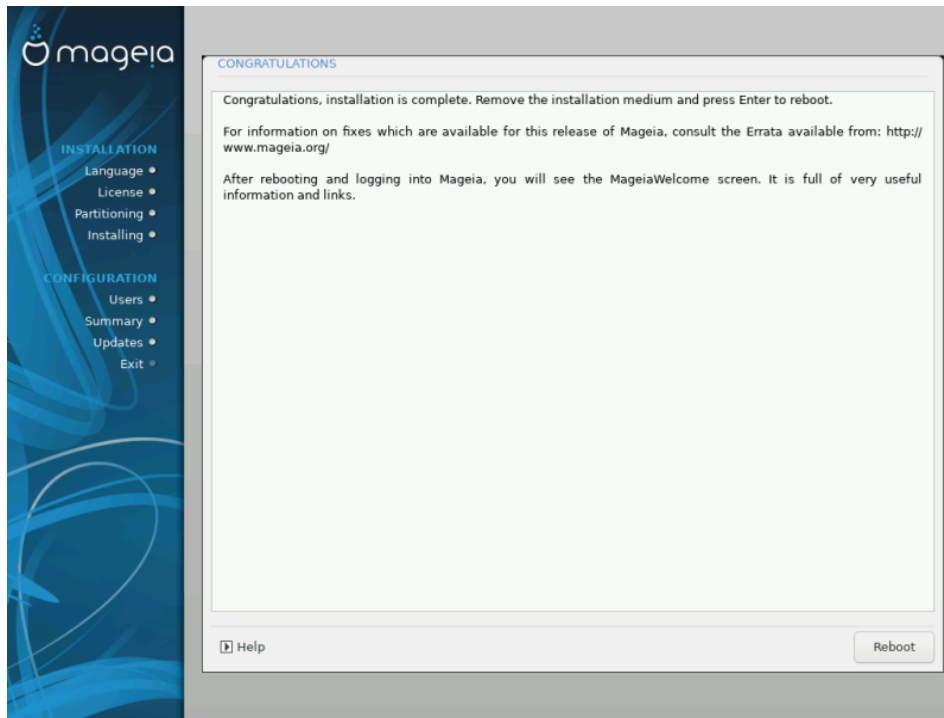 mageia
INSTALLATION
Language
License
Partitioning
Installing
CONFIGURATION
Users
Summary
Updates
Exit
CONGRATULATIONS
Congratulations, installation is complete. Remove the installation medium and press Enter to reboot.
For information on fixes which are available for this release of Mageia, consult the Errata available from: http://
www.mageia.org/
After rebooting and logging into Mageia, you will see the MageiaWelcome screen. It is full of very useful
information and links.
Help
Reboot